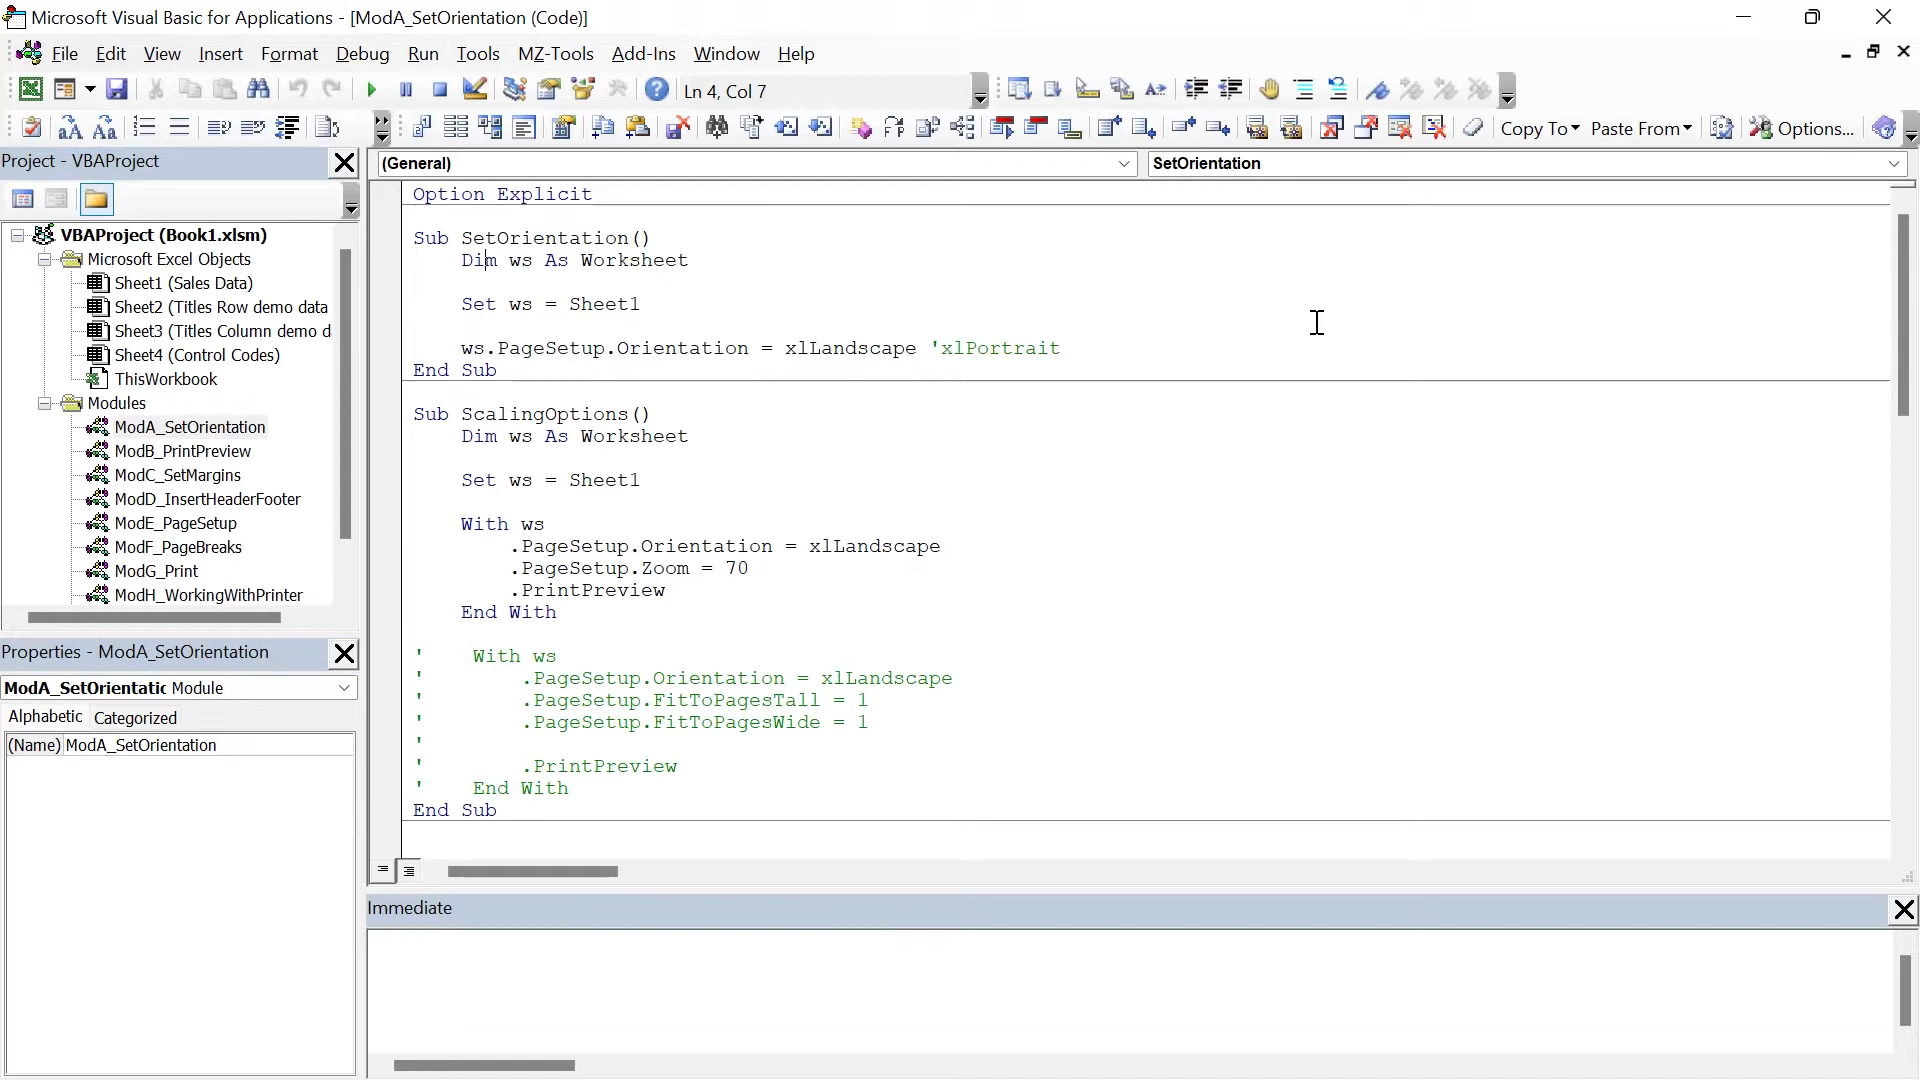 Microsoft Visual Basic for Applications - [ModA_SetOrientation (Code)]
File Edit View Insert Format Debug Run Tools MZ-Tools Add-Ins Window Help
Ln 4, Col 7
Copy To Paste From Options...
Project - VBAProject
VBAProject (Book1.xlsm)
Microsoft Excel Objects
Sheet1 (Sales Data)
Sheet2 (Titles Row demo data
Sheet3 (Titles Column demo d
Sheet4 (Control Codes)
ThisWorkbook
Modules
ModA_SetOrientation
ModB_PrintPreview
ModC_SetMargins
ModD_InsertHeaderFooter
ModE_PageSetup
ModF_PageBreaks
ModG_Print
ModH_WorkingWithPrinter
Properties - ModA_SetOrientation
ModA_SetOrientatic Module
Alphabetic Categorized
(Name) ModA_SetOrientation
(General) SetOrientation
Option Explicit
Sub SetOrientation()
Dim ws As Worksheet
Set ws = Sheet1
ws.PageSetup.Orientation = xlLandscape 'xlPortrait
End Sub
Sub ScalingOptions()
Dim ws As Worksheet
Set ws = Sheet1
With ws
.PageSetup.Orientation = xlLandscape
.PageSetup.Zoom = 70
.PrintPreview
End With
' With ws
' .PageSetup.Orientation = xlLandscape
' .PageSetup.FitToPagesTall = 1
' .PageSetup.FitToPagesWide = 1
'
' .PrintPreview
' End With
End Sub
Immediate